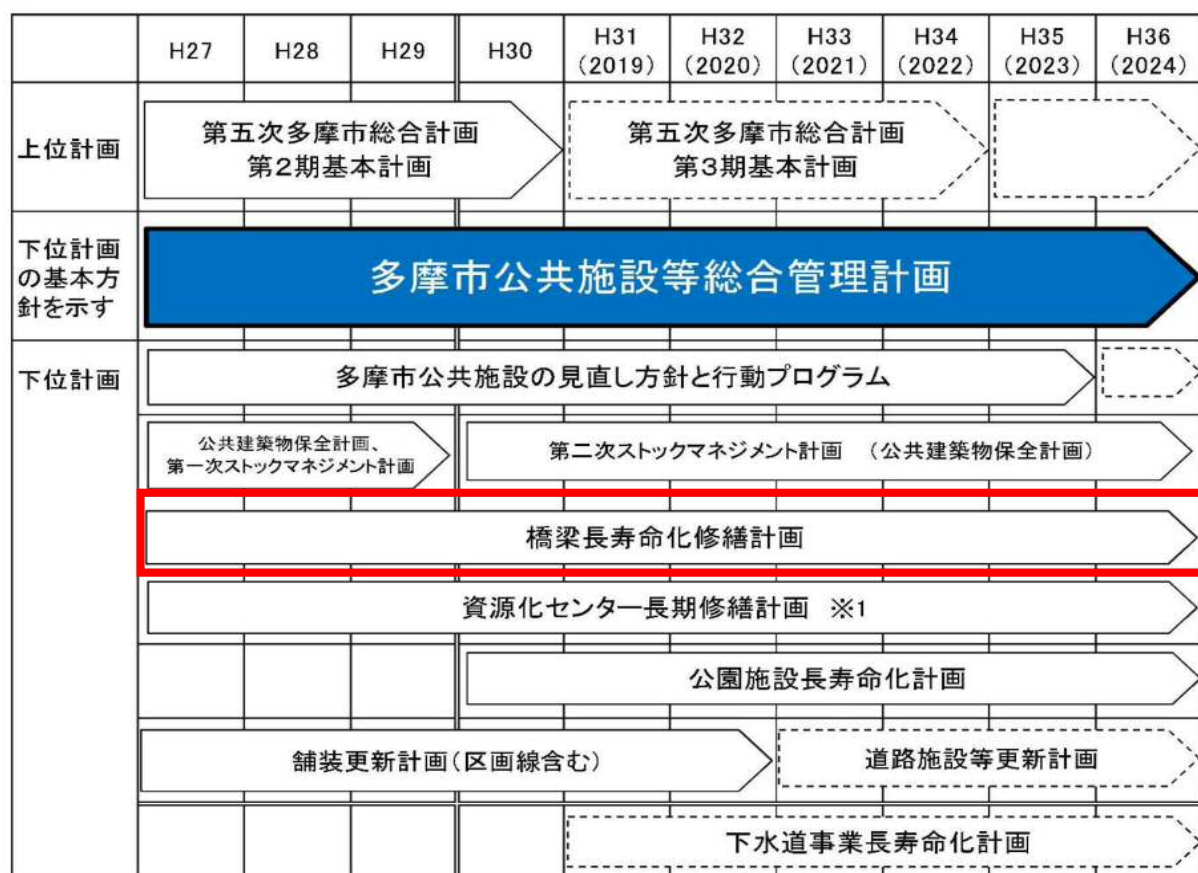 H27
H28
H29
H30
H31
(2019)
H32
(2020)
H33
(2021)
H34
(2022)
H35
(2023)
H36
(2024)
上位計画
第五次多摩市総合計画
第2期基本計画
第五次多摩市総合計画
第3期基本計画
下位計画
の基本方
針を示す
多摩市公共施設等総合管理計画
下位計画
多摩市公共施設の見直し方針と行動プログラム
公共建築物保全計画、
第一次ストックマネジメント計画
第二次ストックマネジメント計画 （公共建築物保全計画）
橋梁長寿命化修繕計画
資源化センター長期修繕計画 ※1
公園施設長寿命化計画
舗装更新計画（区画線含む）
道路施設等更新計画
下水道事業長寿命化計画